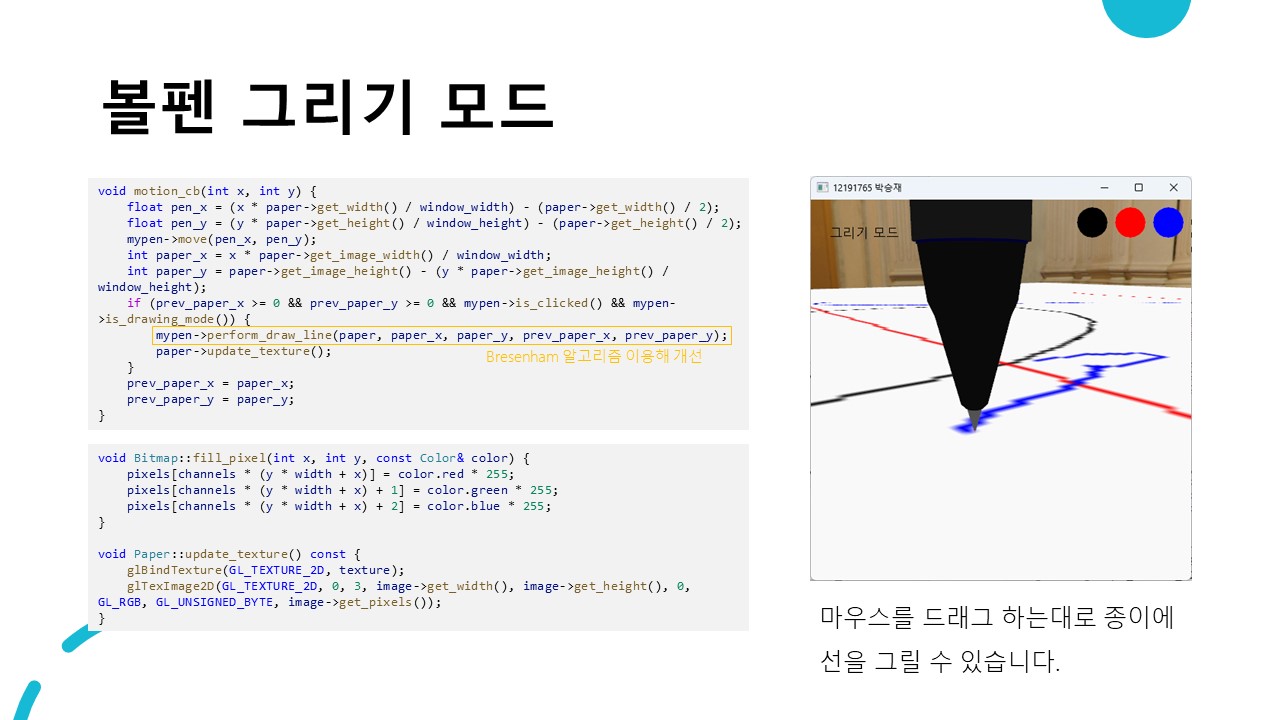 볼펜 그리기 모드
void motion_cb(int x, int y) {
    float pen_x = (x * paper->get_width() / window_width) - (paper->get_width() / 2);
    float pen_y = (y * paper->get_height() / window_height) - (paper->get_height() / 2);
    mypen->move(pen_x, pen_y);
    int paper_x = x * paper->get_image_width() / window_width;
    int paper_y = paper->get_image_height() - (y * paper->get_image_height() /
window_height);
    if (prev_paper_x >= 0 && prev_paper_y >= 0 && mypen->is_clicked() && mypen-
>is_drawing_mode()) {
        mypen->perform_draw_line(paper, paper_x, paper_y, prev_paper_x, prev_paper_y);
        paper->update_texture();
Bresenham 알고리즘 이용해 개선
    }
    prev_paper_x = paper_x;
    prev_paper_y = paper_y;
}
void Bitmap::fill_pixel(int x, int y, const Color& color) {
    pixels[channels * (y * width + x)] = color.red * 255;
    pixels[channels * (y * width + x) + 1] = color.green * 255;
    pixels[channels * (y * width + x) + 2] = color.blue * 255;
}
void Paper::update_texture() const {
    glBindTexture(GL_TEXTURE_2D, texture);
    glTexImage2D(GL_TEXTURE_2D, 0, 3, image->get_width(), image->get_height(), 0,
GL_RGB, GL_UNSIGNED_BYTE, image->get_pixels());
}
12191765 박승재
그리기 모드
마우스를 드래그 하는대로 종이에
선을 그릴 수 있습니다.